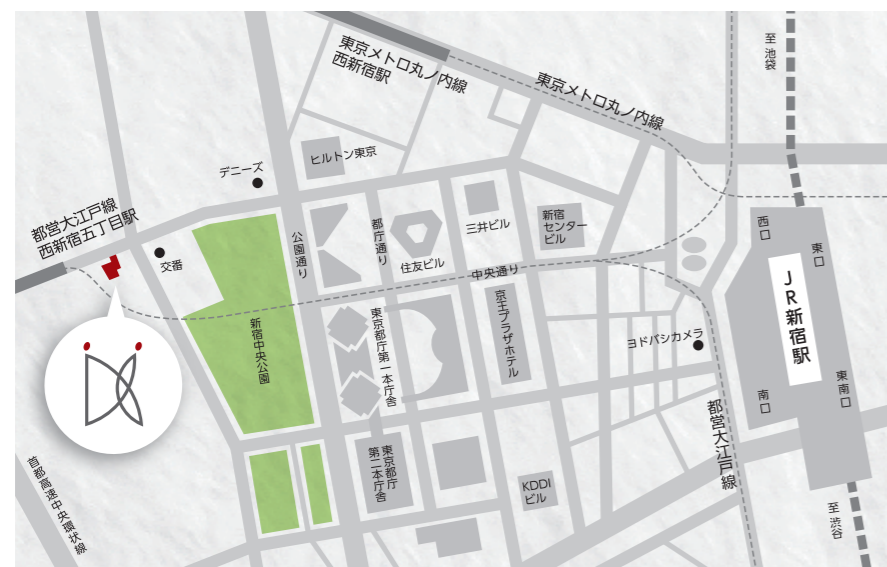 至 池袋
東京メトロ丸ノ内線
西新宿駅
東京メトロ丸ノ内線
ヒルトン東京
デニーズ
都営大江戸線
西新宿五丁目駅
交番
公園通り
都庁通り
住友ビル
三井ビル
新宿
センター
ビル
中央通り
西口
東口
JR新宿駅
新宿中央公園
東京都庁第一本庁舎
京王プラザホテル
ヨドバシカメラ
南口
東南口
都営大江戸線
東京都庁
第二本庁舎
KDDI
ビル
首都高速中央環状線
至 渋谷